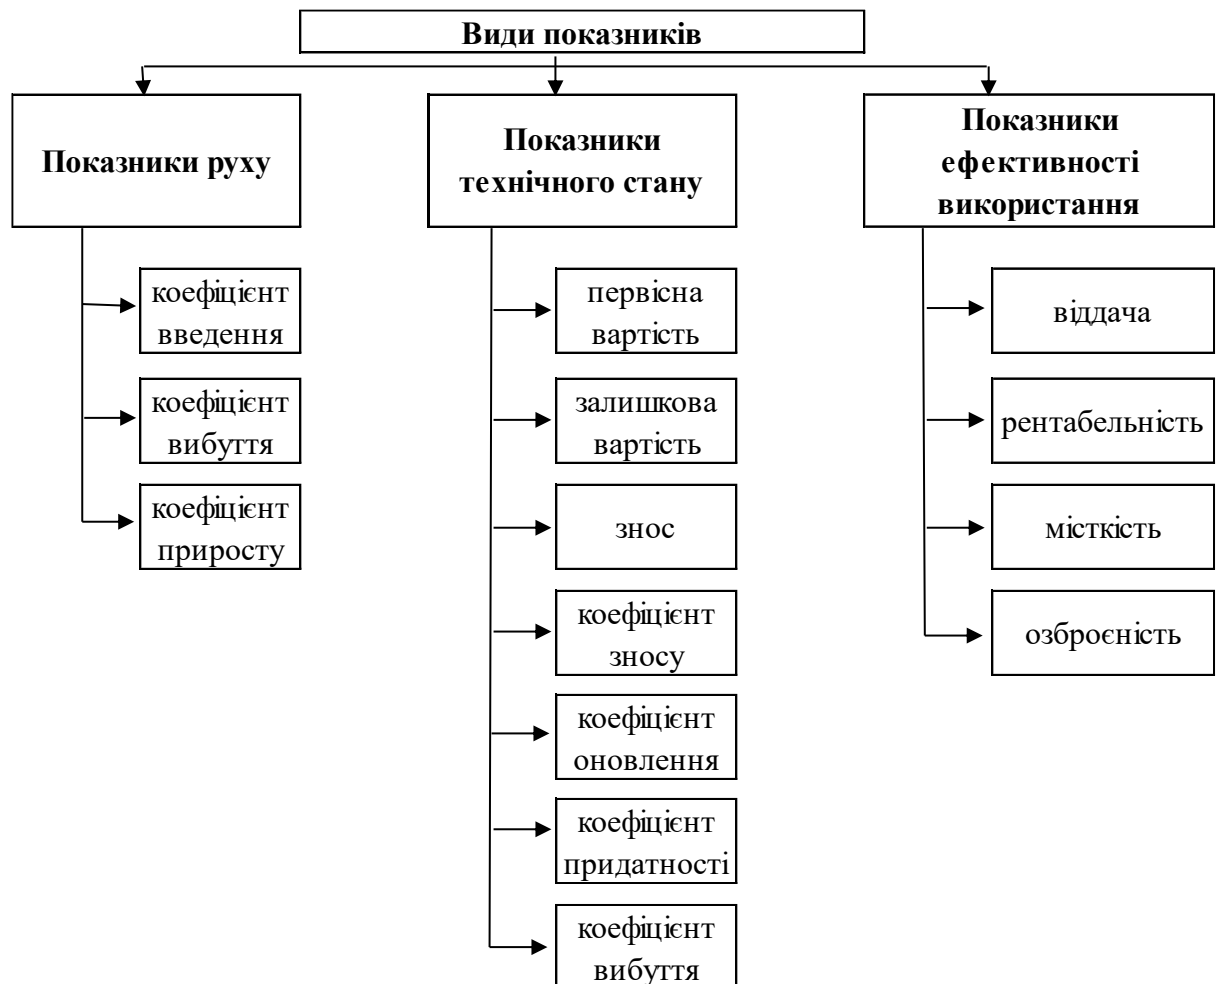 Види показників
Показники руху
коефіцієнт
введення
коефіцієнт
вибуття
коефіцієнт
приросту
Показники
технічного стану
первісна
вартість
залишкова
вартість
знос
коефіцієнт
зносу
коефіцієнт
оновлення
коефіцієнт
придатності
коефіцієнт
вибуття
Показники
ефективності
використання
віддача
рентабельність
місткість
озброєність